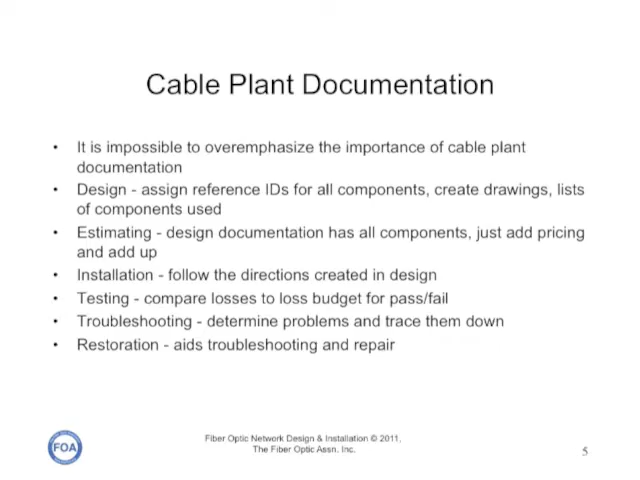 Cable Plant Documentation
• It is impossible to overemphasize the importance of cable plant
documentation
• Design - assign reference IDs for all components, create drawings, lists
of components used
• Estimating - design documentation has all components, just add pricing
and add up
• Installation - follow the directions created in design
• Testing - compare losses to loss budget for pass/fail
• Troubleshooting - determine problems and trace them down
• Restoration - aids troubleshooting and repair
FOA
Fiber Optic Network Design & Installation © 2011,
The Fiber Optic Assn. Inc.
5